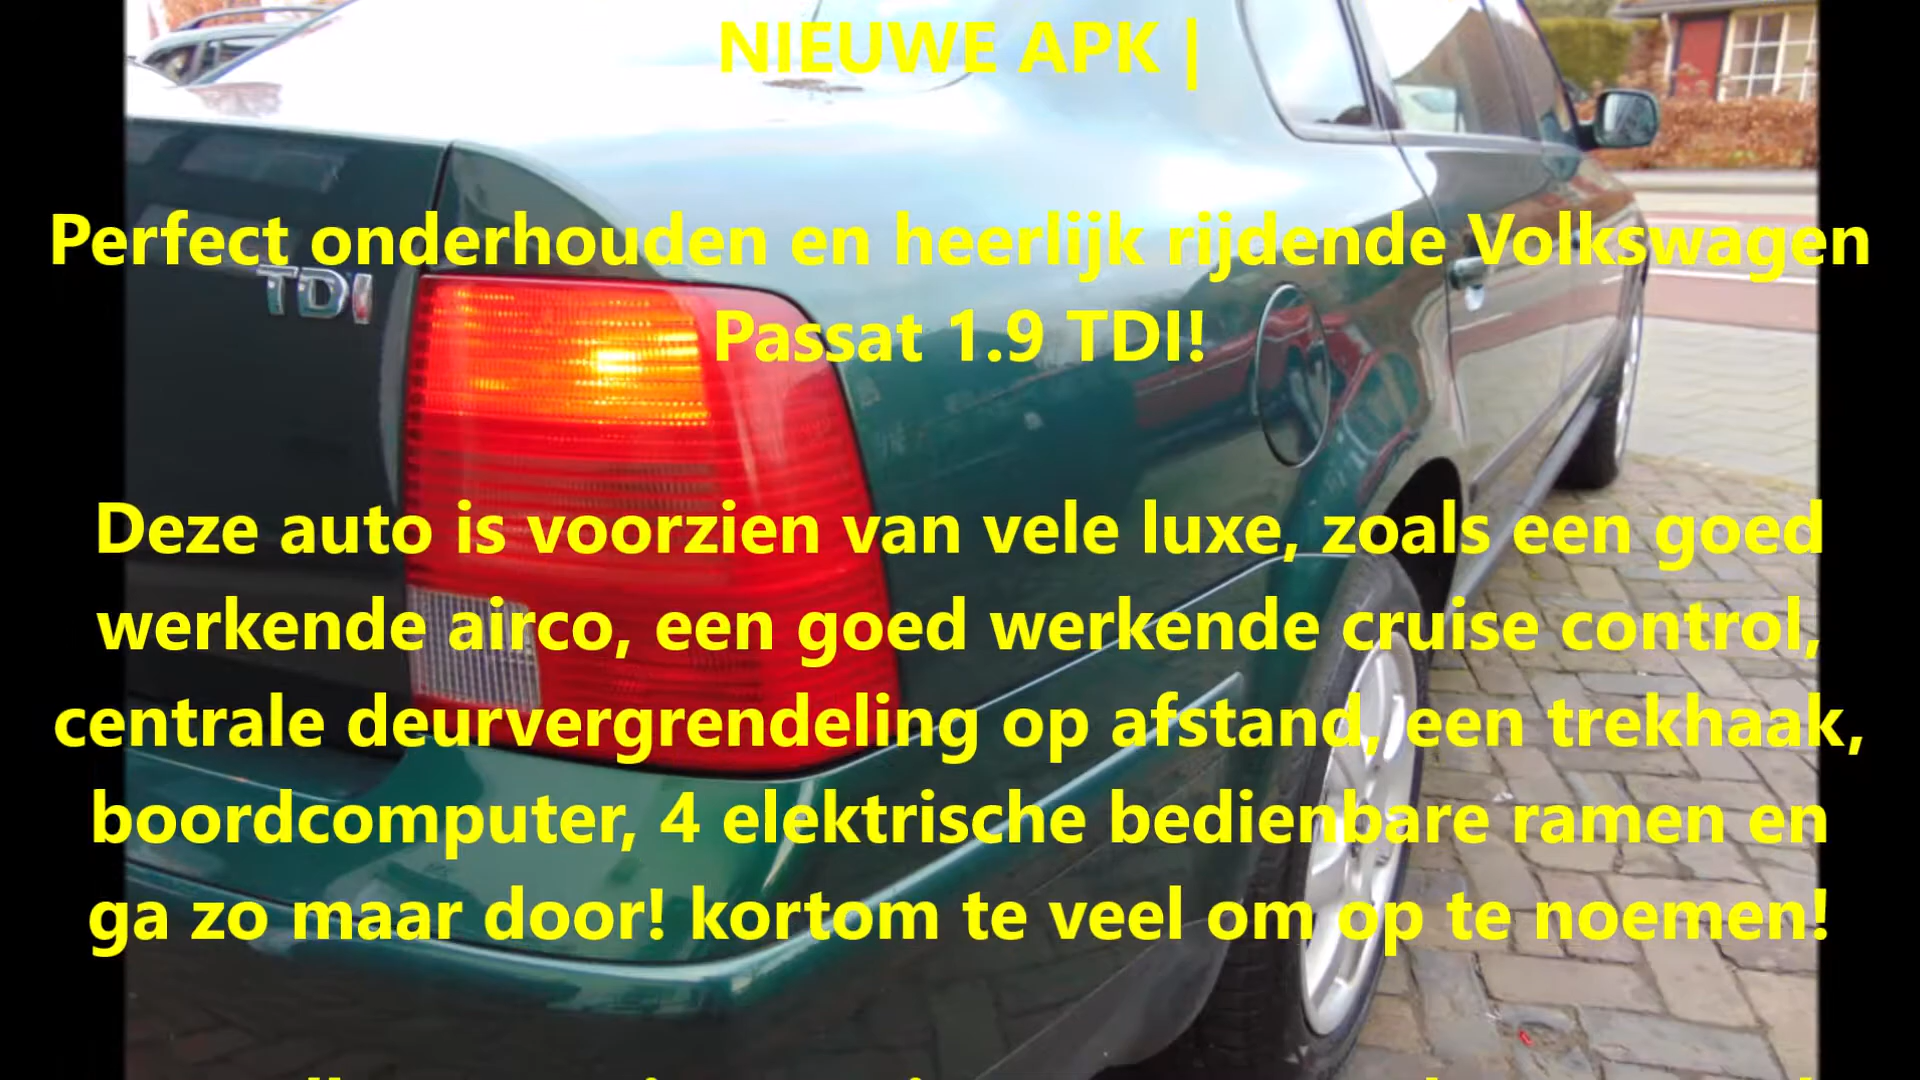 NIEUWE APK |
Perfect onderhouden en heerlijk rijdende Volkswagen
TDI
Passat 1.9 TDI!
Deze auto is voorzien van vele luxe, zoals een goed
werkende airco, een goed werkende cruise control,
centrale deurvergrendeling op afstand, een trekhaak,
boordcomputer, 4 elektrische bedienbare ramen en
ga zo maar door! kortom te veel om op te noemen!